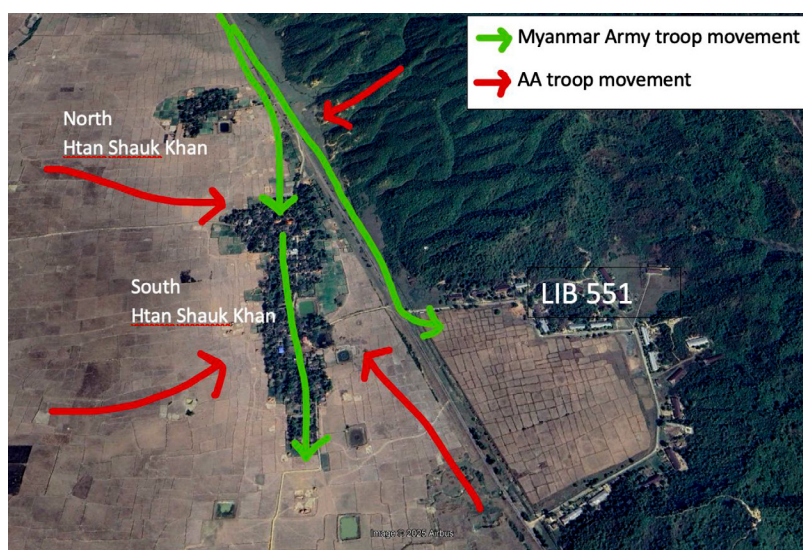 Myanmar Army troop movement
AA troop movement
North
Htan Shauk Khan
South
Htan Shauk Khan
LIB 551
Image © 2025 Airbus